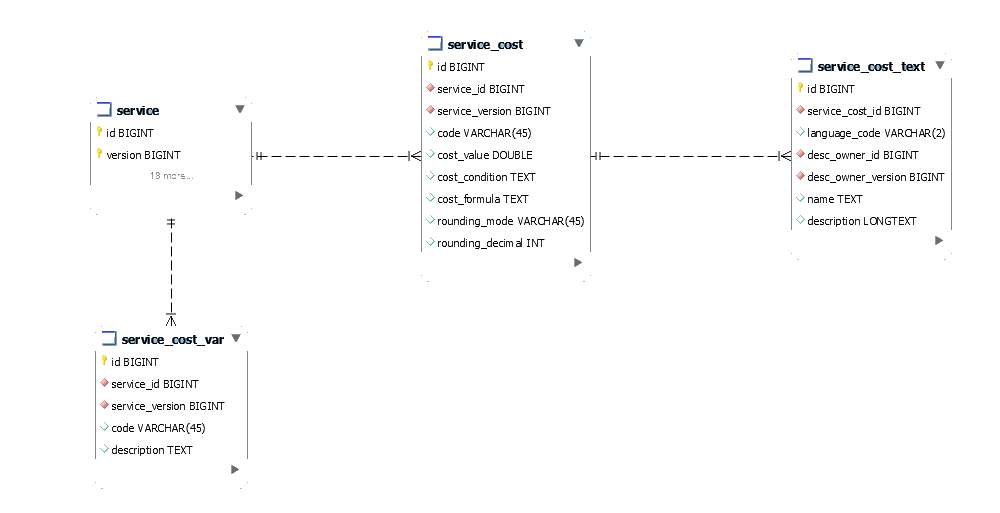 service
id BIGINT
version BIGINT
18 more...
service_cost
id BIGINT
service_id BIGINT
service_version BIGINT
code VARCHAR(45)
cost_value DOUBLE
cost_condition TEXT
cost_formula TEXT
rounding_mode VARCHAR(45)
rounding_decimal INT
service_cost_text
id BIGINT
service_cost_id BIGINT
language_code VARCHAR(2)
desc_owner_id BIGINT
desc_owner_version BIGINT
name TEXT
description LONGTEXT
service_cost_var
id BIGINT
service_id BIGINT
service_version BIGINT
code VARCHAR(45)
description TEXT